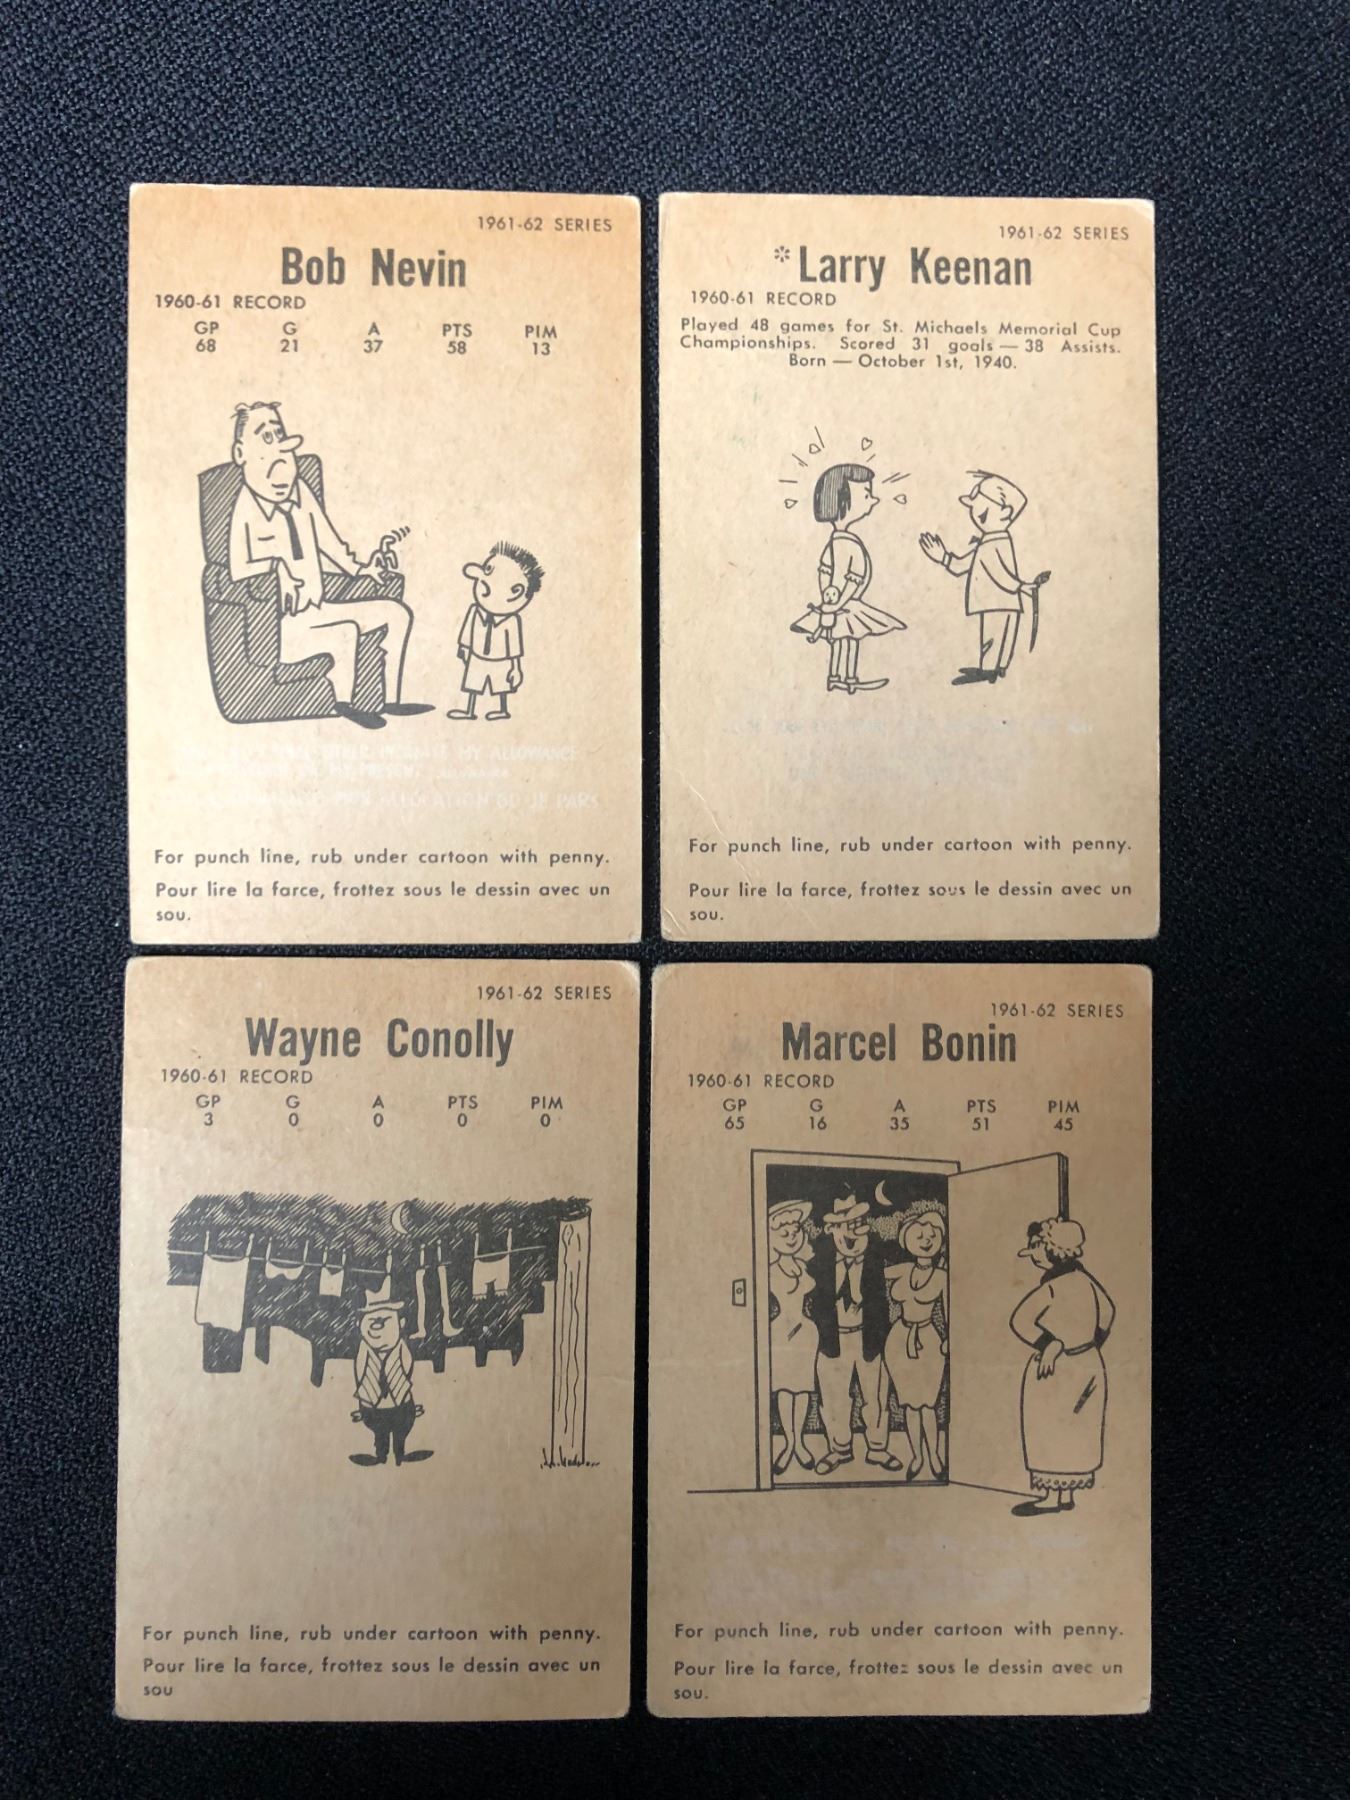 1961-62 SERIES
Bob Nevin
1960-61 RECORD
GP G A PTS PIM
68 21 37 58 13
MY ALLOWANCE
ALLOCATION OU JE PARS
For punch line, rub under cartoon with penny.
Pour lire la farce, frottez sous le dessin avec un
sou.
1961-62 SERIES
*Larry Keenan
1960-61 RECORD
Played 48 games for St. Michaels Memorial Cup
Championships. Scored 31 goals — 38 Assists.
Born — October 1st, 1940.
For punch line, rub under cartoon with penny.
Pour lire la farce, frottez sous le dessin avec un
sou.
1961-62 SERIES
Wayne Conolly
1960-61 RECORD
GP G A PTS PIM
3 0 0 0 0
For punch line, rub under cartoon with penny.
Pour lire la farce, frottez sous le dessin avec un
sou
1961-62 SERIES
Marcel Bonin
1960-61 RECORD
GP G A PTS PIM
65 16 35 51 45
For punch line, rub under cartoon with penny.
Pour lire la farce, frottez sous le dessin avec un
sou.